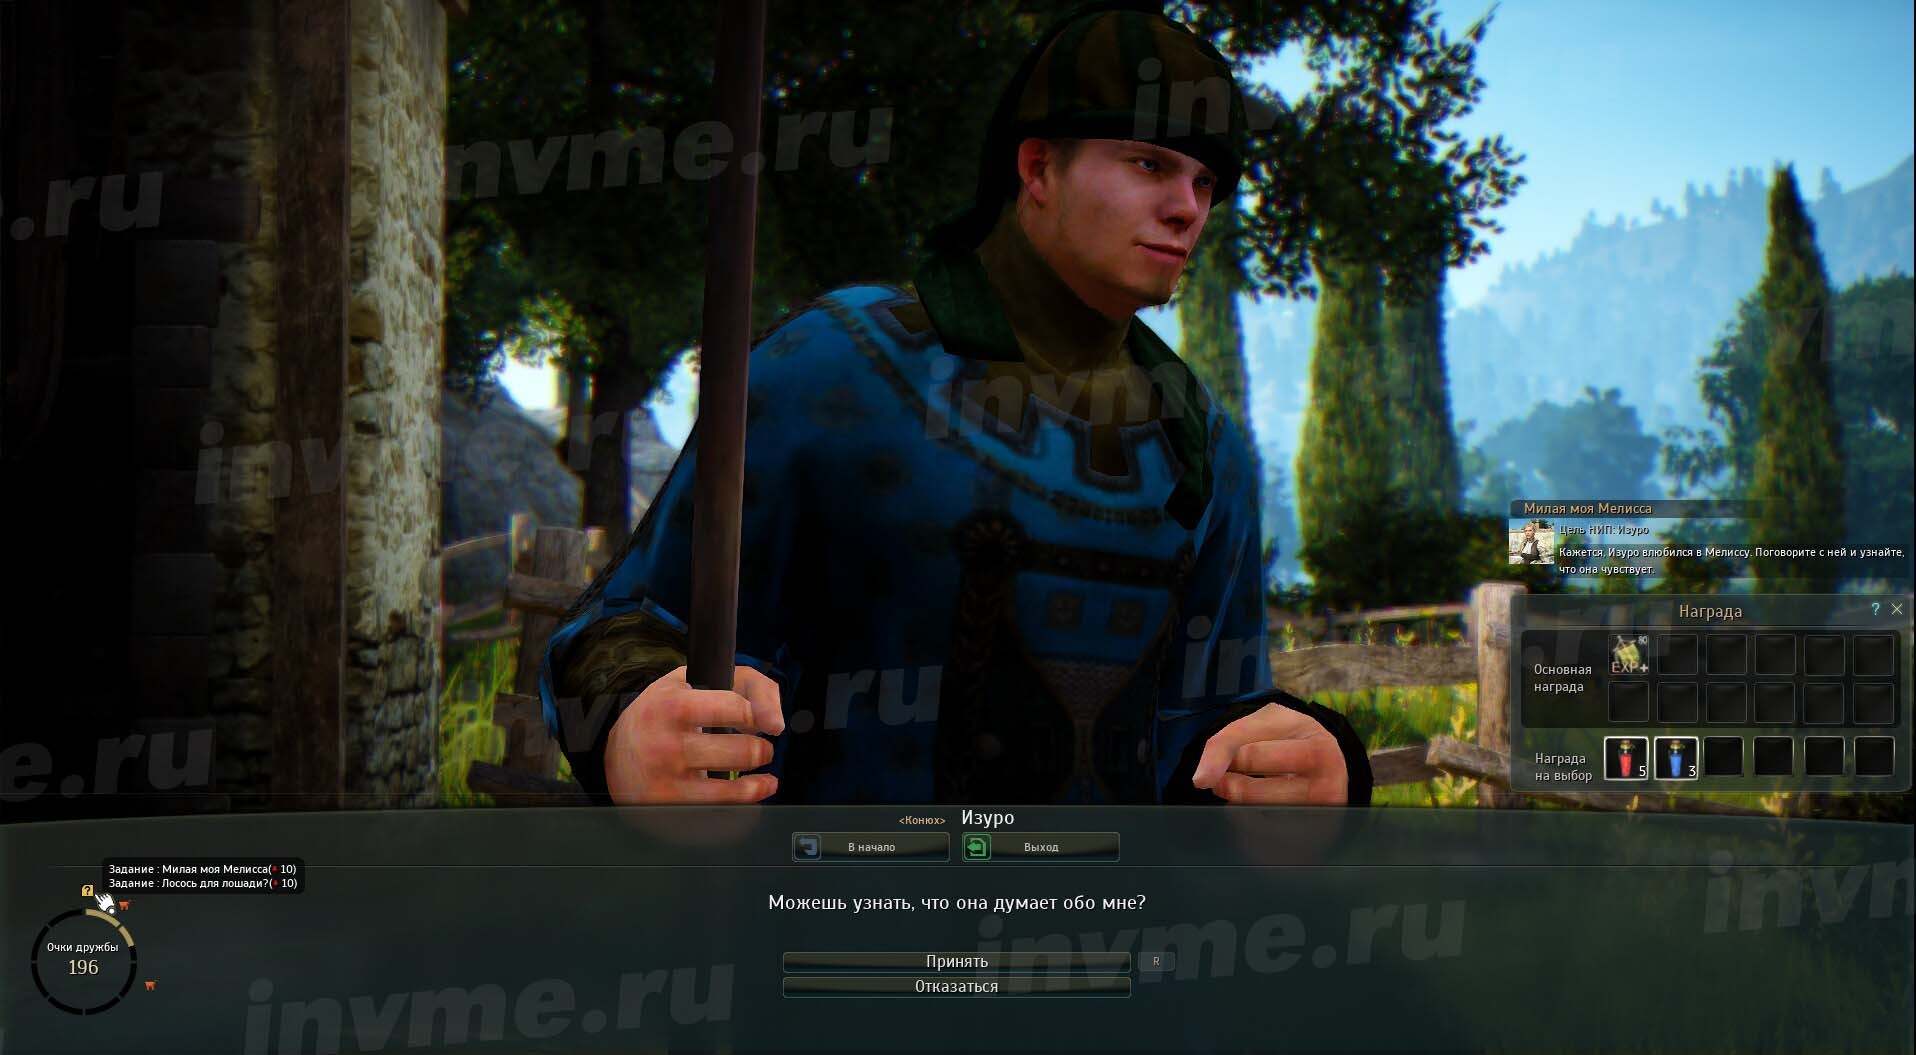 invme.ru
Милая моя Мелисса
Цель НИП: Изуро
Кажется, Изуро влюбился в Мелиссу. Поговорите с ней и узнайте,
что она чувствует.
Награда
? ×
Основная
награда
EXP+
Награда
на выбор
5
3
<Конюх> Изуро
В начало
Выход
Задание : Милая моя Мелисса( 10)
Задание : Лосось для лошади?( 10)
?
Можешь узнать, что она думает обо мне?
Очки дружбы
196
Принять
R
Отказаться